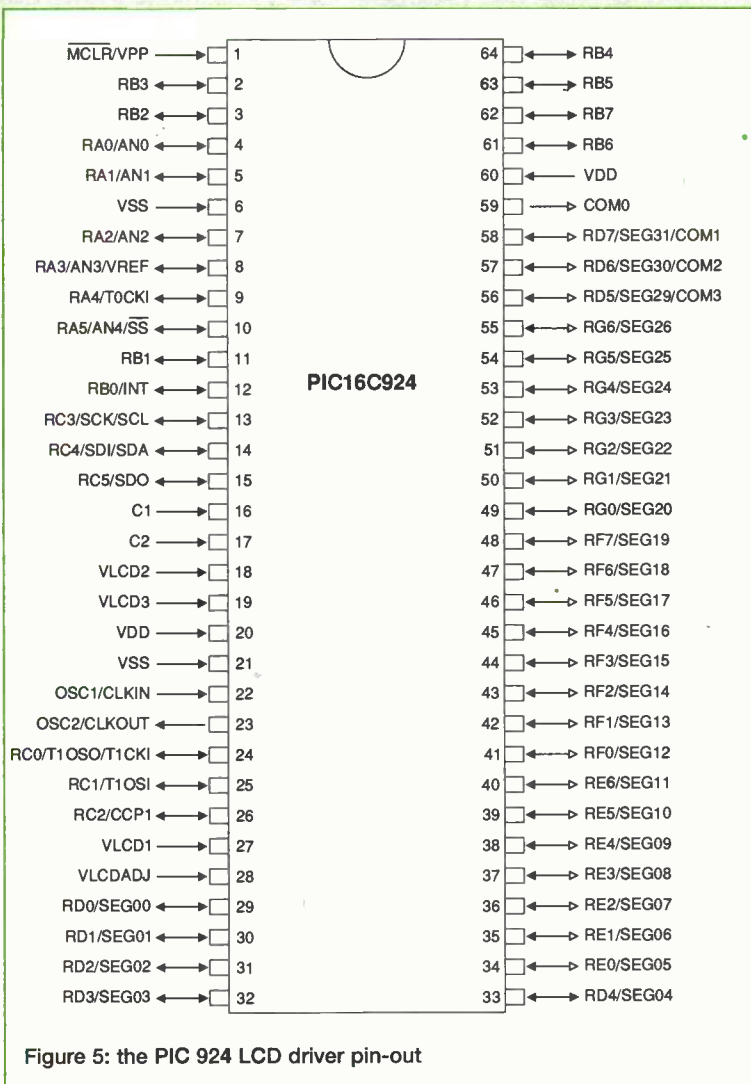 MCLR/VPP 1
RB3 2
RB2 3
RA0/AN0 4
RA1/AN1 5
VSS 6
RA2/AN2 7
RA3/AN3/VREF 8
RA4/T0CKI 9
RA5/AN4/SS 10
RB1 11
RB0/INT 12
RC3/SCK/SCL 13
RC4/SDI/SDA 14
RC5/SDO 15
C1 16
C2 17
VLCD2 18
VLCD3 19
VDD 20
VSS 21
OSC1/CLKIN 22
OSC2/CLKOUT 23
RC0/T1OSO/T1CKI 24
RC1/T1OSI 25
RC2/CCP1 26
VLCD1 27
VLCDADJ 28
RD0/SEG00 29
RD1/SEG01 30
RD2/SEG02 31
RD3/SEG03 32
PIC16C924
64 RB4
63 RB5
62 RB7
61 RB6
60 VDD
59 COM0
58 RD7/SEG31/COM1
57 RD6/SEG30/COM2
56 RD5/SEG29/COM3
55 RG6/SEG26
54 RG5/SEG25
53 RG4/SEG24
52 RG3/SEG23
51 RG2/SEG22
50 RG1/SEG21
49 RG0/SEG20
48 RF7/SEG19
47 RF6/SEG18
46 RF5/SEG17
45 RF4/SEG16
44 RF3/SEG15
43 RF2/SEG14
42 RF1/SEG13
41 RF0/SEG12
40 RE6/SEG11
39 RE5/SEG10
38 RE4/SEG09
37 RE3/SEG08
36 RE2/SEG07
35 RE1/SEG06
34 RE0/SEG05
33 RD4/SEG04
Figure 5: the PIC 924 LCD driver pin-out